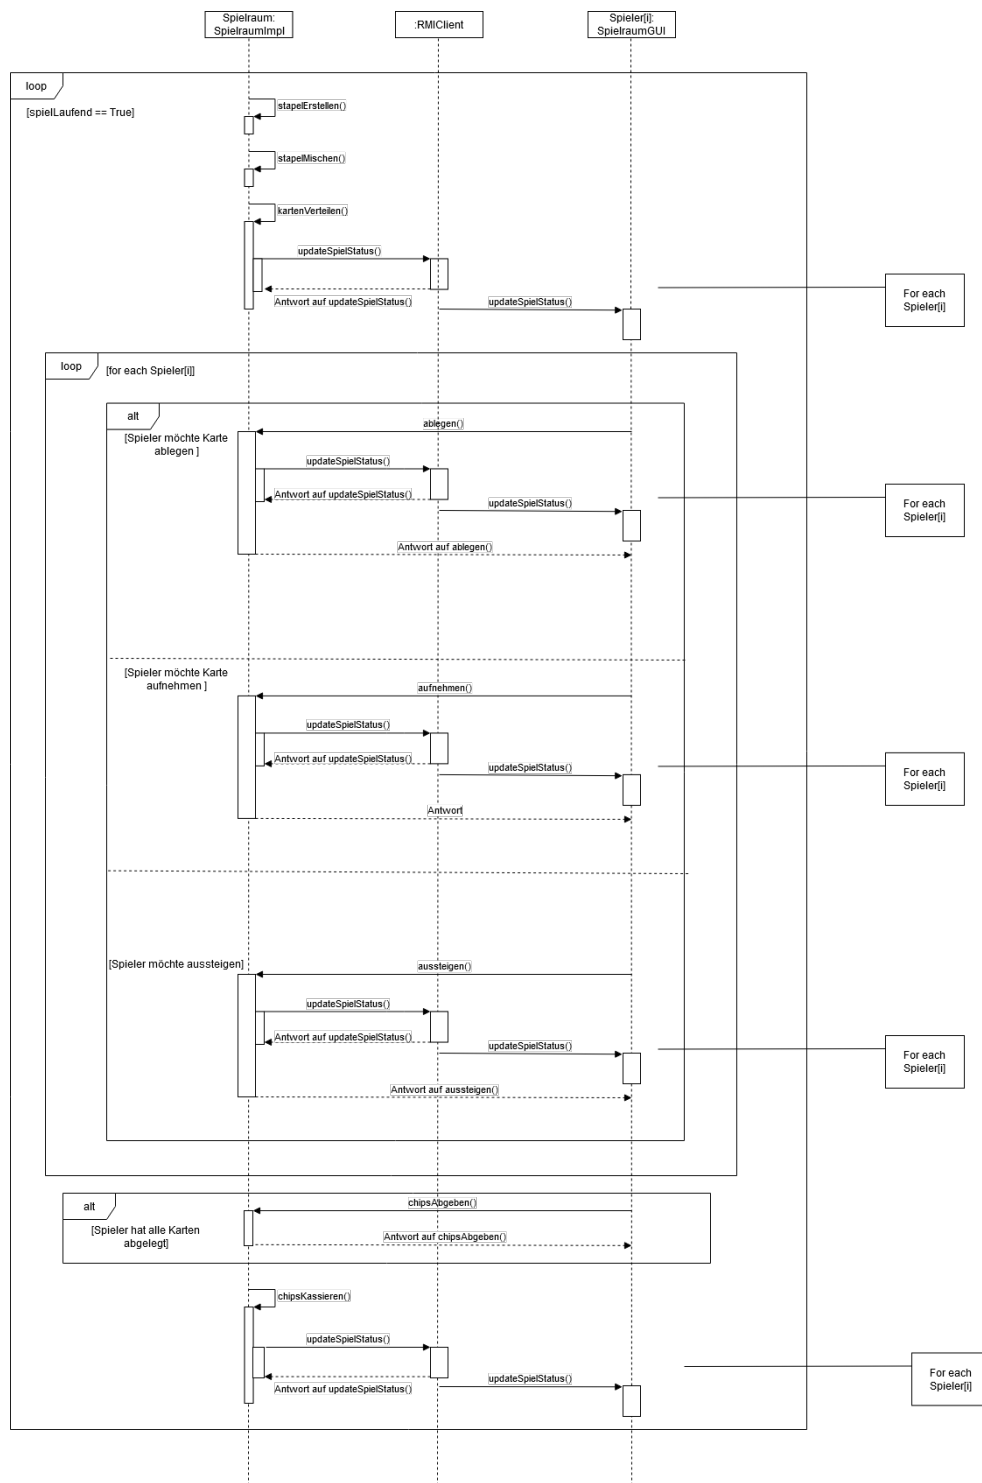 Spielraum:
SpielraumImpl
:RMIClient
Spieler[i]:
SpielraumGUI
loop
[spielLaufend == True]
stapelErstellen()
stapelMischen()
kartenVerteilen()
updateSpielStatus()
Antwort auf updateSpielStatus()
updateSpielStatus()
For each
Spieler[i]
loop
[for each Spieler[i]]
alt
[Spieler möchte Karte
ablegen ]
ablegen()
updateSpielStatus()
Antwort auf updateSpielStatus()
updateSpielStatus()
For each
Spieler[i]
Antwort auf ablegen()
[Spieler möchte Karte
aufnehmen ]
aufnehmen()
updateSpielStatus()
Antwort auf updateSpielStatus()
updateSpielStatus()
For each
Spieler[i]
Antwort
[Spieler möchte aussteigen]
aussteigen()
updateSpielStatus()
Antwort auf updateSpielStatus()
updateSpielStatus()
For each
Spieler[i]
Antwort auf aussteigen()
alt
[Spieler hat alle Karten
abgelegt]
chipsAbgeben()
Antwort auf chipsAbgeben()
chipsKassieren()
updateSpielStatus()
Antwort auf updateSpielStatus()
updateSpielStatus()
For each
Spieler[i]